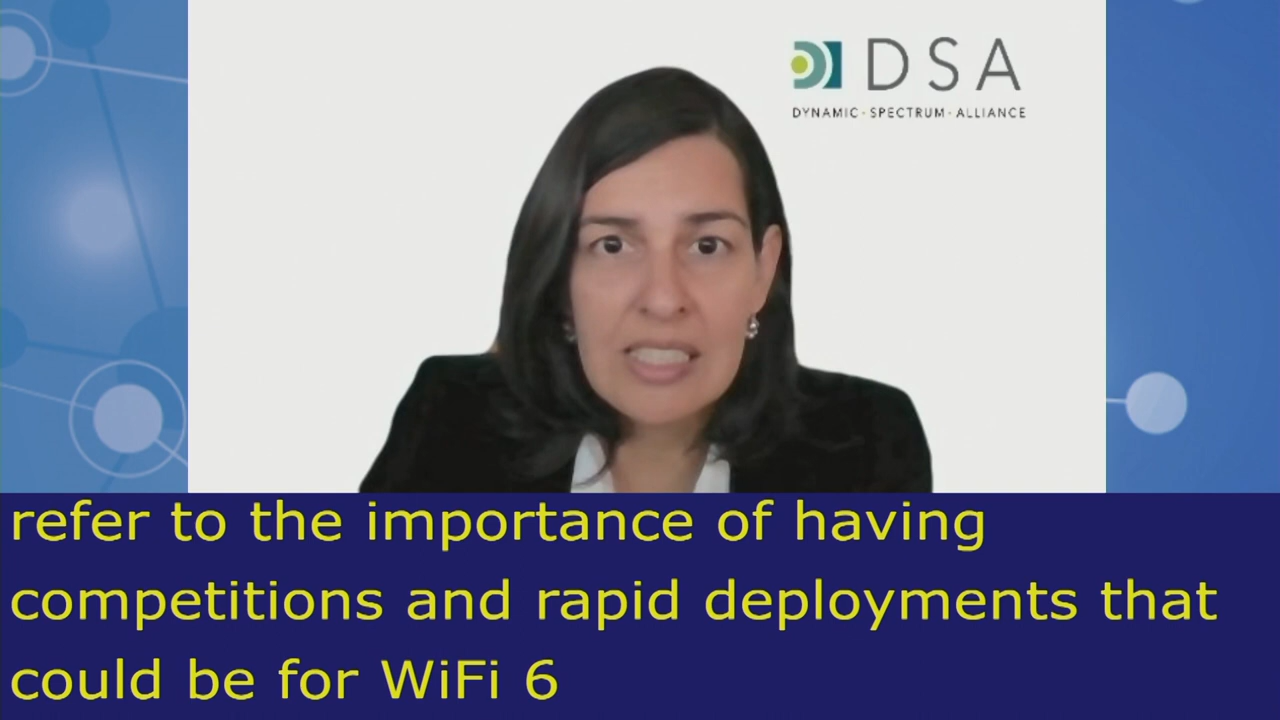 DSA
DYNAMIC · SPECTRUM · ALLIANCE
refer to the importance of having
competitions and rapid deployments that
could be for WiFi 6